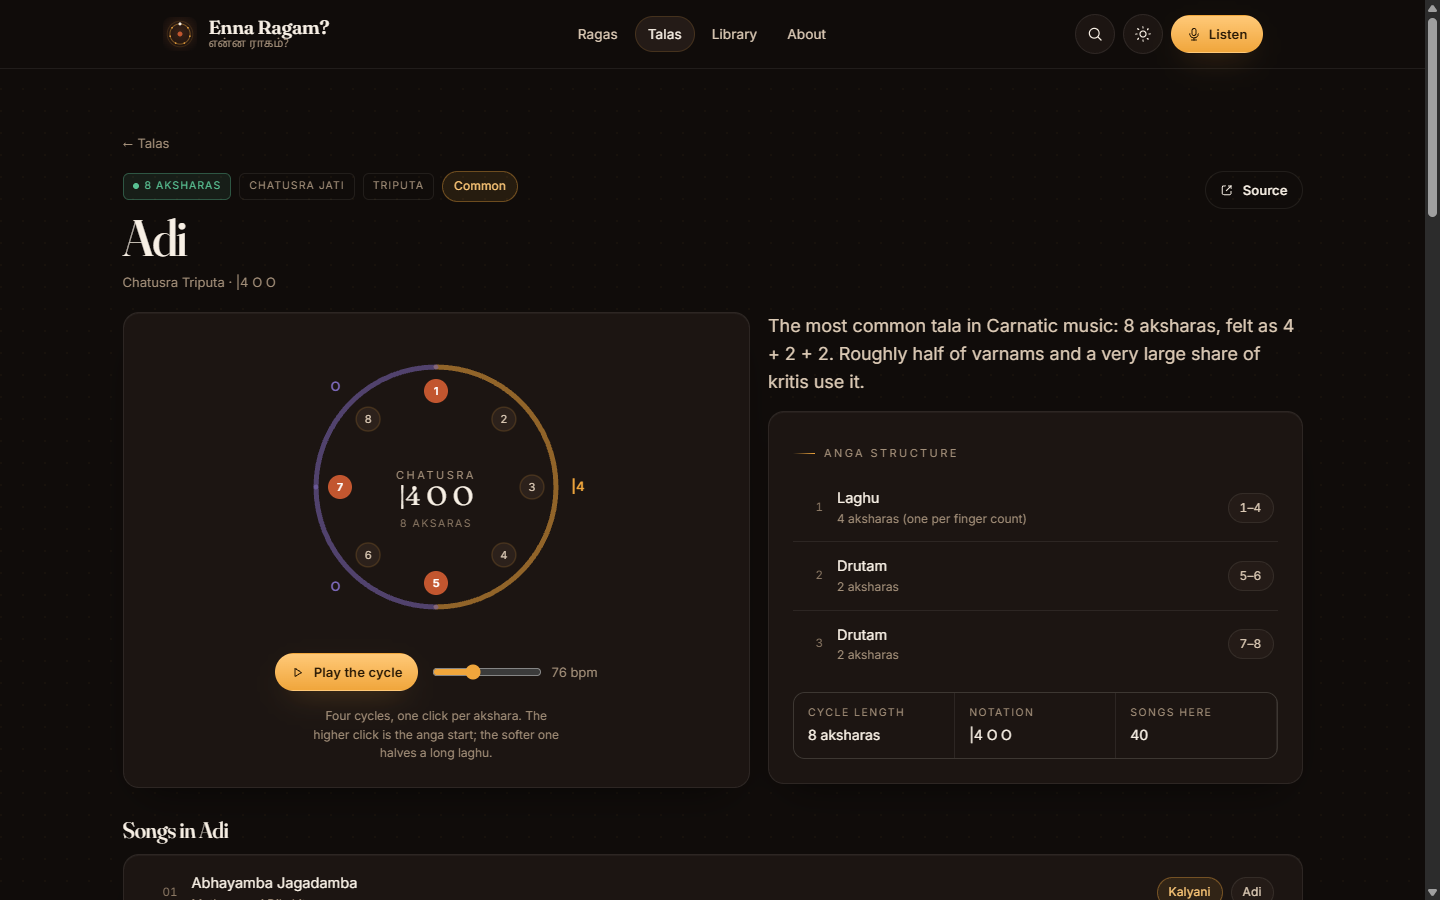 Enna Ragam?
என்ன ராகம்?
Ragas
Talas
Library
About
Listen
← Talas
8 AKSHARAS
CHATUSRA JATI
TRIPUTA
Common
Source
Adi
Chatusra Triputa · |4 O O
O
1
8
2
CHATUSRA
|4 O O
8 AKSARAS
7
3
|4
6
4
O
5
Play the cycle
76 bpm
Four cycles, one click per akshara. The
higher click is the anga start; the softer one
halves a long laghu.
The most common tala in Carnatic music: 8 aksharas, felt as 4
+ 2 + 2. Roughly half of varnams and a very large share of
kritis use it.
ANGA STRUCTURE
1
Laghu
4 aksharas (one per finger count)
1–4
2
Drutam
2 aksharas
5–6
3
Drutam
2 aksharas
7–8
CYCLE LENGTH
8 aksharas
NOTATION
|4 O O
SONGS HERE
40
Songs in Adi
01
Abhayamba Jagadamba
Kalyani
Adi